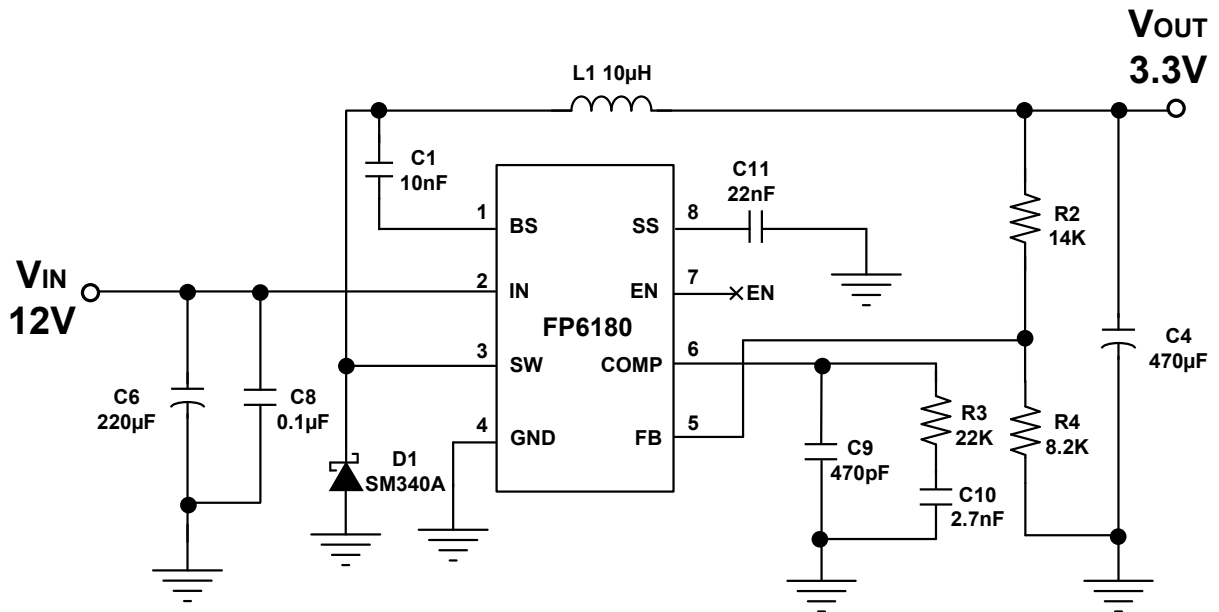 VOUT
3.3V
L1 10µH
C1
10nF
C11
22nF
1
BS
SS
8
R2
14K
VIN
12V
2
IN
EN
7
EN
FP6180
3
SW
COMP
6
C4
470µF
C6
220µF
C8
0.1µF
4
GND
FB
5
R3
22K
R4
8.2K
D1
SM340A
C9
470pF
C10
2.7nF